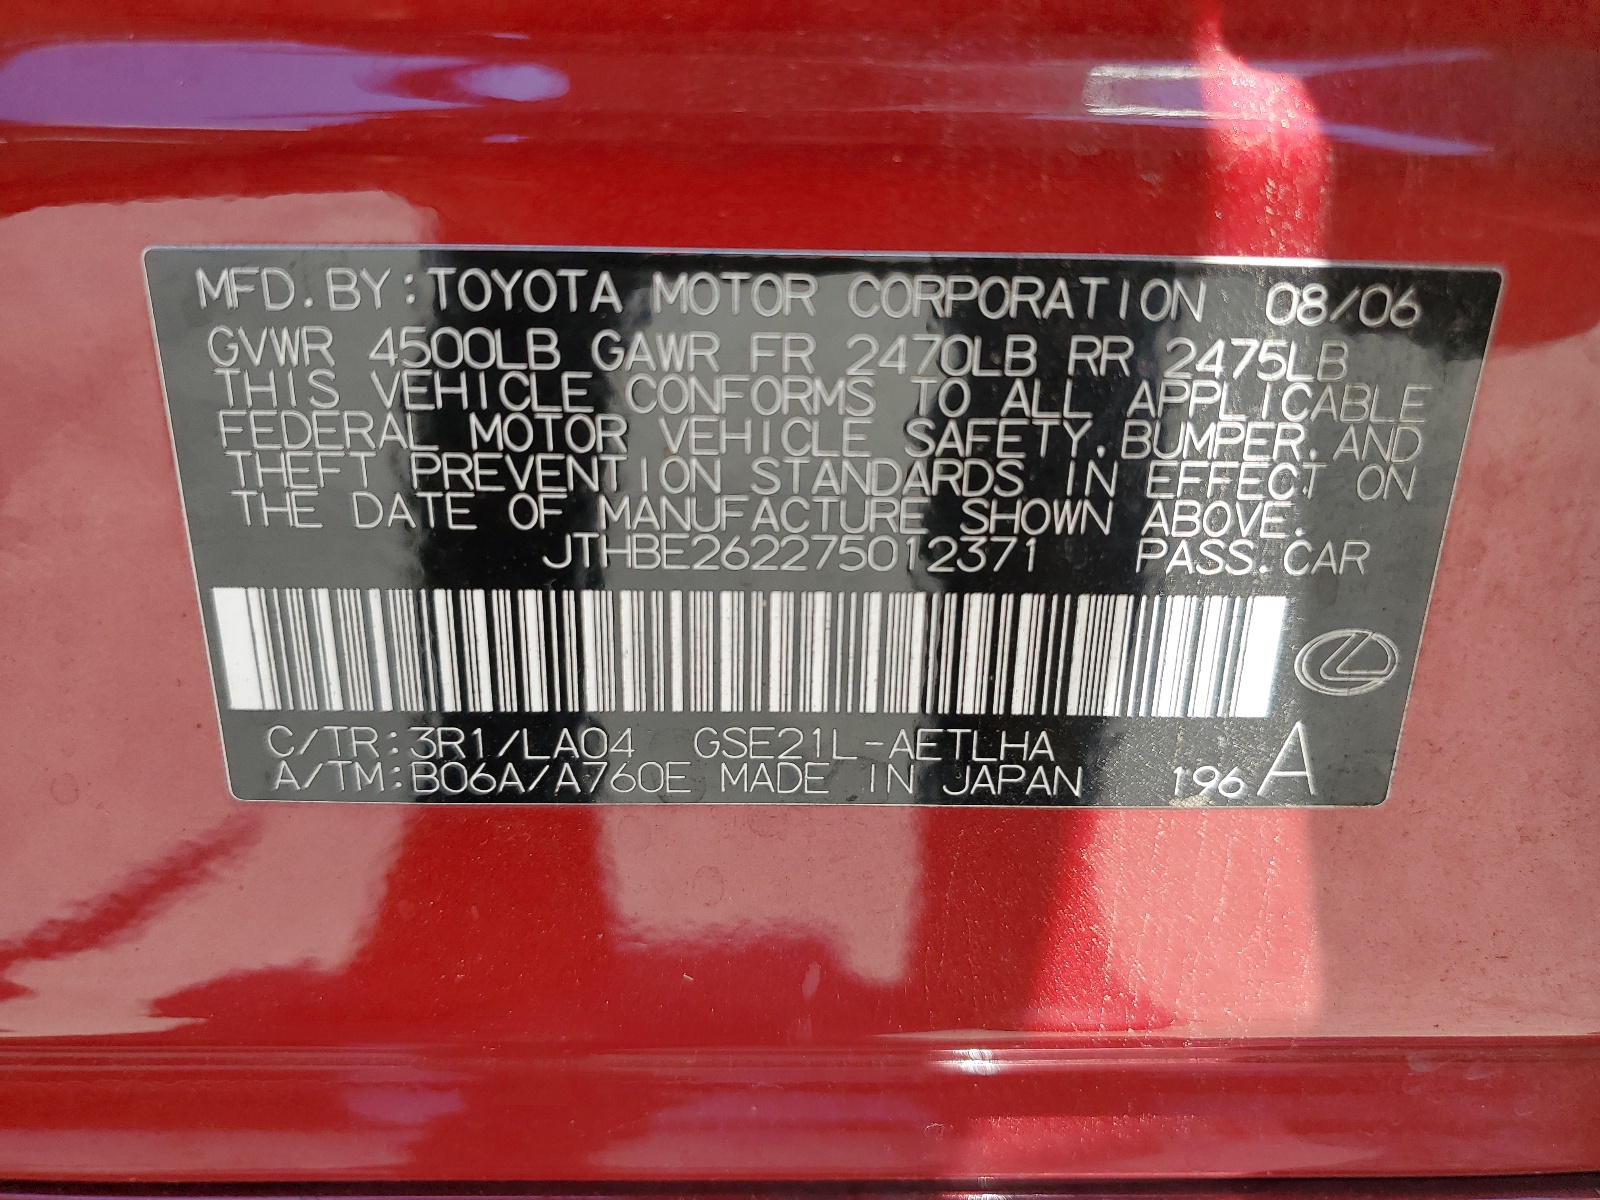 MFD. BY: TOYOTA MOTOR CORPORATION 08/06
GVWR 4500LB GAWR FR 2470LB RR 2475LB
THIS VEHICLE CONFORMS TO ALL APPLICABLE
FEDERAL MOTOR VEHICLE SAFETY, BUMPER, AND
THEFT PREVENTION STANDARDS IN EFFECT ON
THE DATE OF MANUFACTURE SHOWN ABOVE.
JTHBE262275012371 PASS. CAR
C/TR: 3R1/LA04 GSE21L-AETLHA
A/TM: B06A/A760E MADE IN JAPAN 196 A